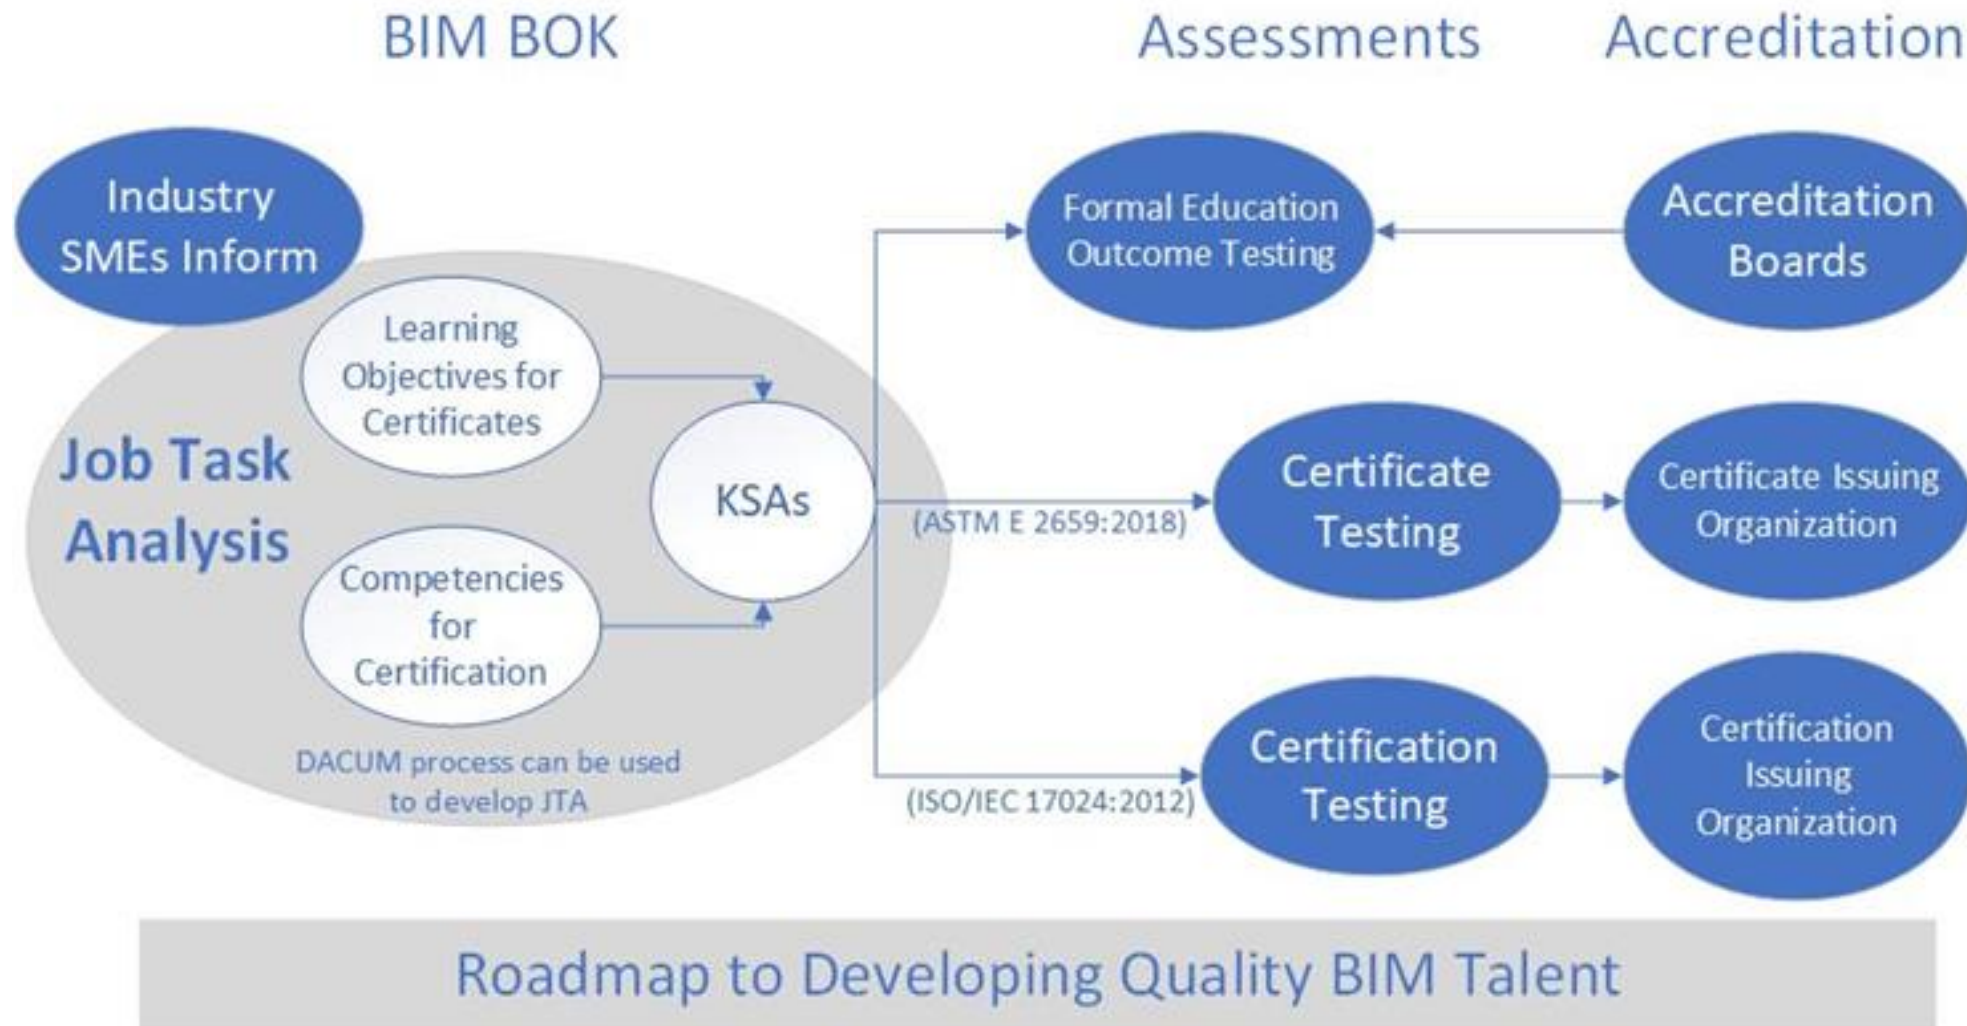 BIM BOK
Assessments
Accreditation
Industry
SMEs Inform
Learning
Objectives for
Certificates
Job Task
Analysis
KSAs
Competencies
for
Certification
DACUM process can be used
to develop JTA
Formal Education
Outcome Testing
Accreditation
Boards
(ASTM E 2659:2018)
Certificate
Testing
Certificate Issuing
Organization
(ISO/IEC 17024:2012)
Certification
Testing
Certification
Issuing
Organization
Roadmap to Developing Quality BIM Talent